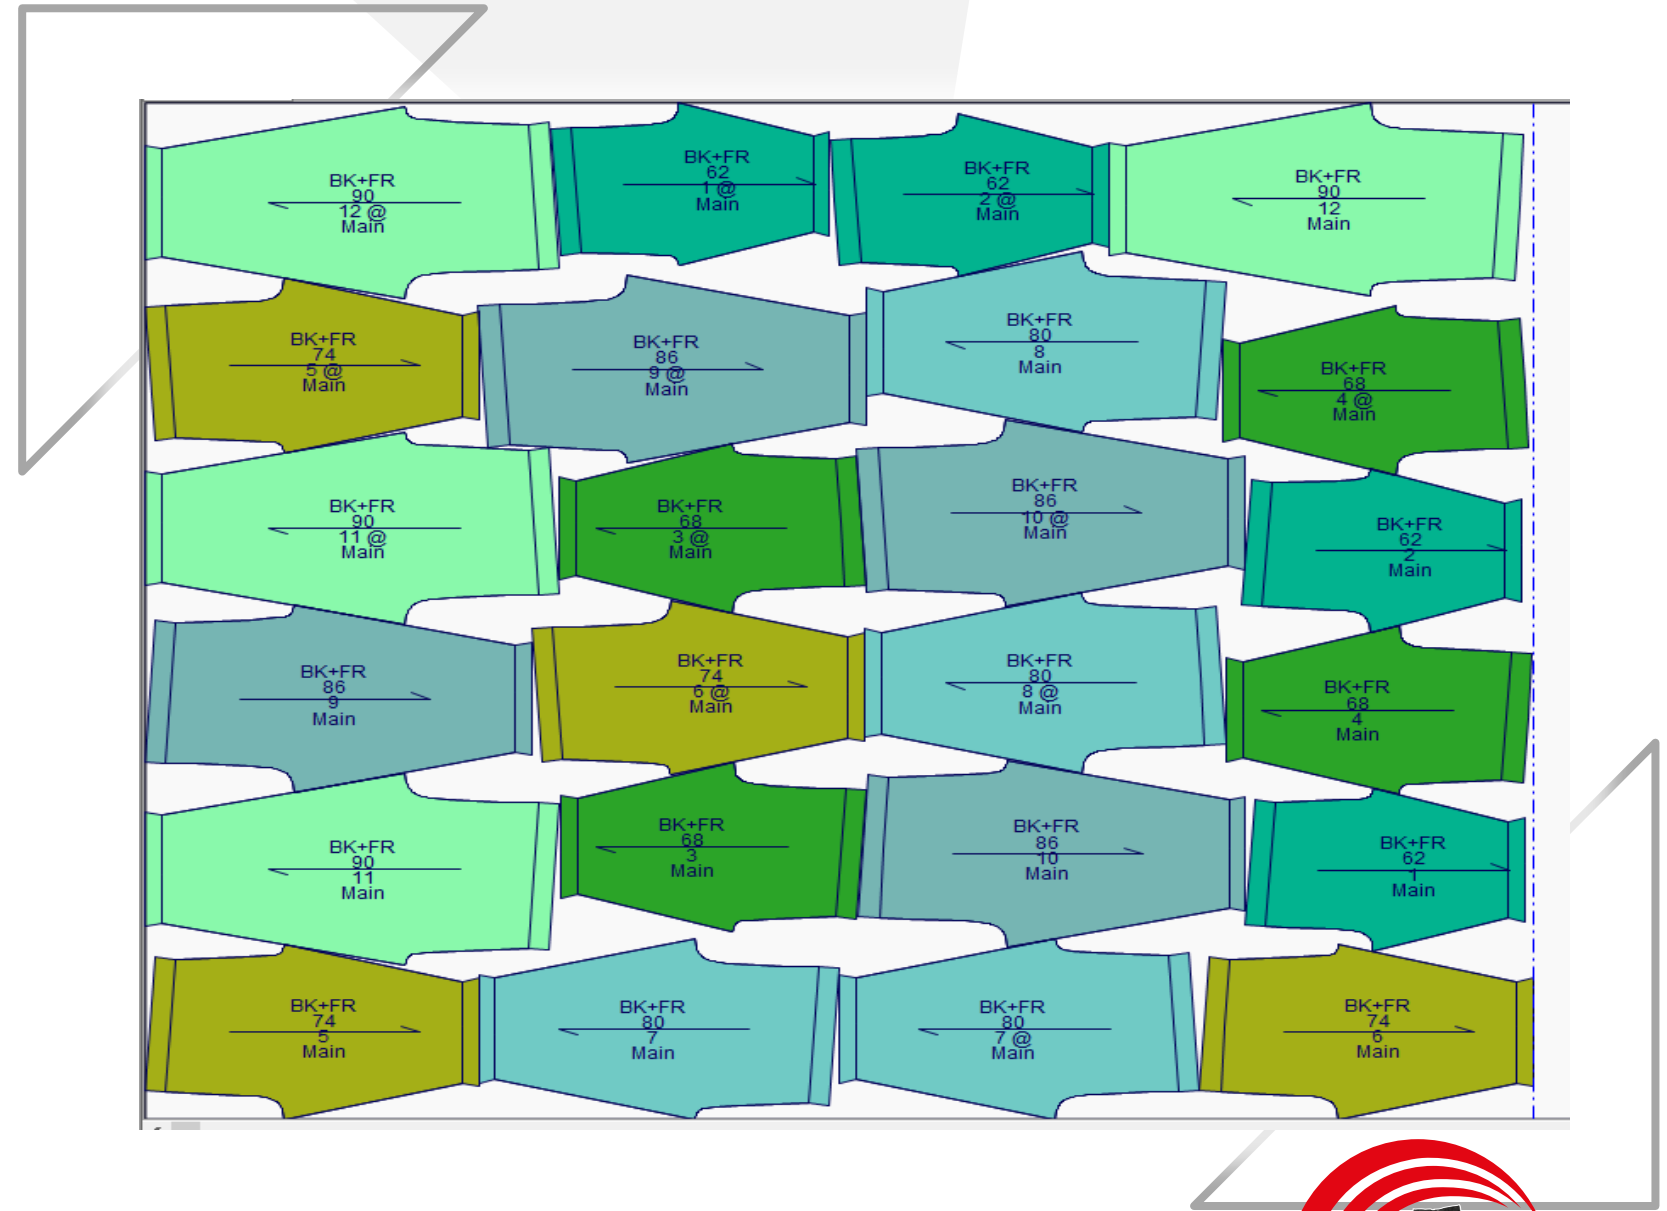 BK+FR
90
12 @
Main
BK+FR
62
1 @
Main
BK+FR
62
2 @
Main
BK+FR
90
12
Main
BK+FR
74
5 @
Main
BK+FR
86
9 @
Main
BK+FR
80
8
Main
BK+FR
68
4 @
Main
BK+FR
90
11 @
Main
BK+FR
68
3 @
Main
BK+FR
86
10 @
Main
BK+FR
62
2
Main
BK+FR
86
9
Main
BK+FR
74
6 @
Main
BK+FR
80
8 @
Main
BK+FR
68
4
Main
BK+FR
90
11
Main
BK+FR
68
3
Main
BK+FR
86
10
Main
BK+FR
62
1
Main
BK+FR
74
5
Main
BK+FR
80
7
Main
BK+FR
80
7 @
Main
BK+FR
74
6
Main